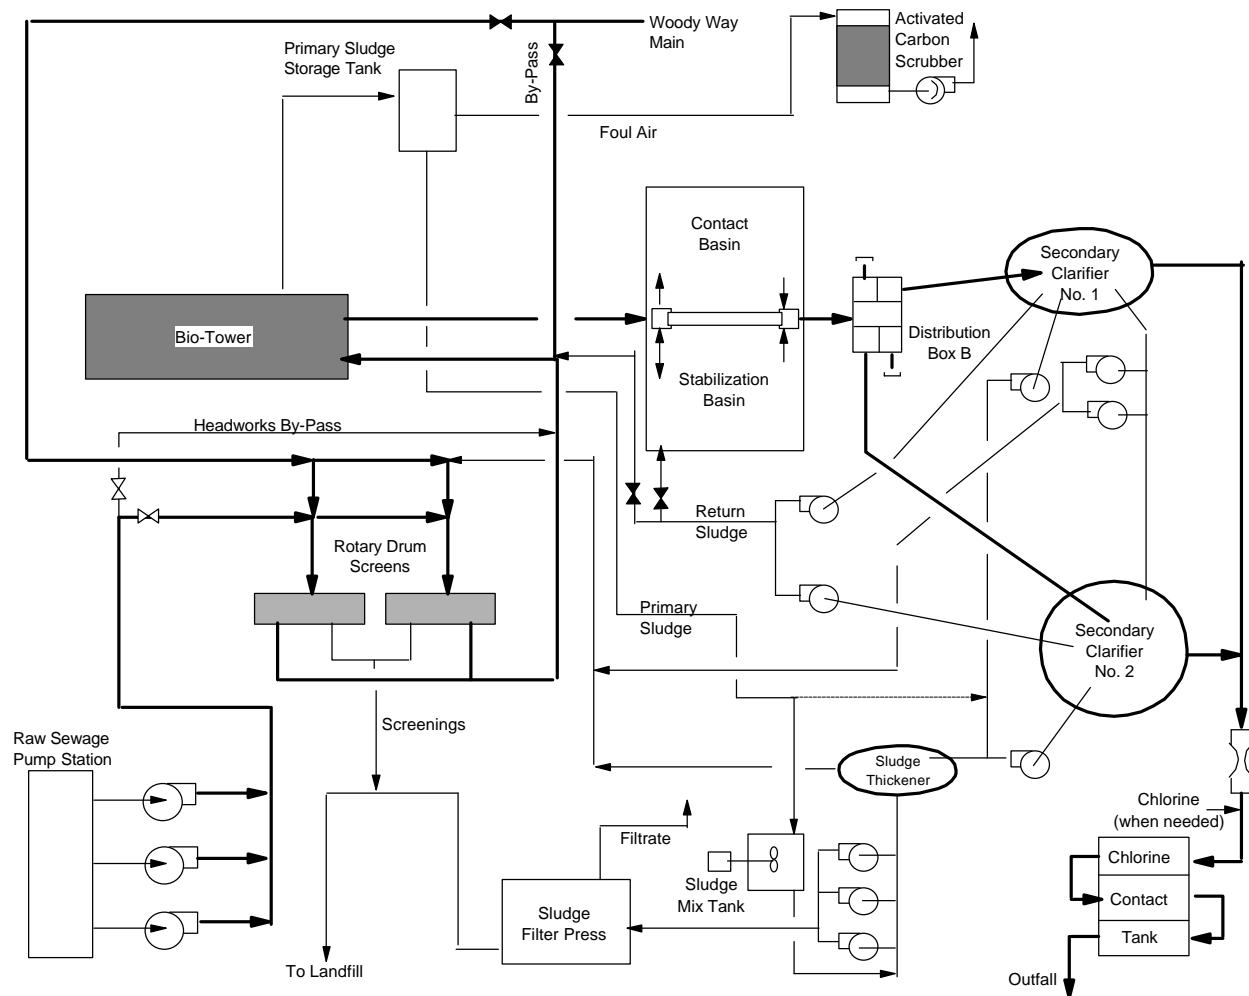 Woody Way
Main
Activated
Carbon
Scrubber
Primary Sludge
Storage Tank
By-Pass
Foul Air
Contact
Basin
Secondary
Clarifier
No. 1
Bio-Tower
Distribution
Box B
Stabilization
Basin
Headworks By-Pass
Return
Sludge
Rotary Drum
Screens
Primary
Sludge
Secondary
Clarifier
No. 2
Screenings
Raw Sewage
Pump Station
Sludge
Thickener
Chlorine
(when needed)
Filtrate
Chlorine
Sludge
Mix Tank
Contact
Sludge
Filter Press
Tank
To Landfill
Outfall